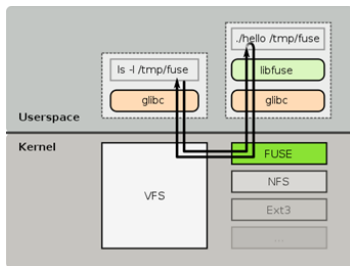 ./hello /tmp/fuse
ls -l /tmp/fuse
libfuse
glibc
glibc
Userspace
Kernel
FUSE
NFS
VFS
Ext3
...